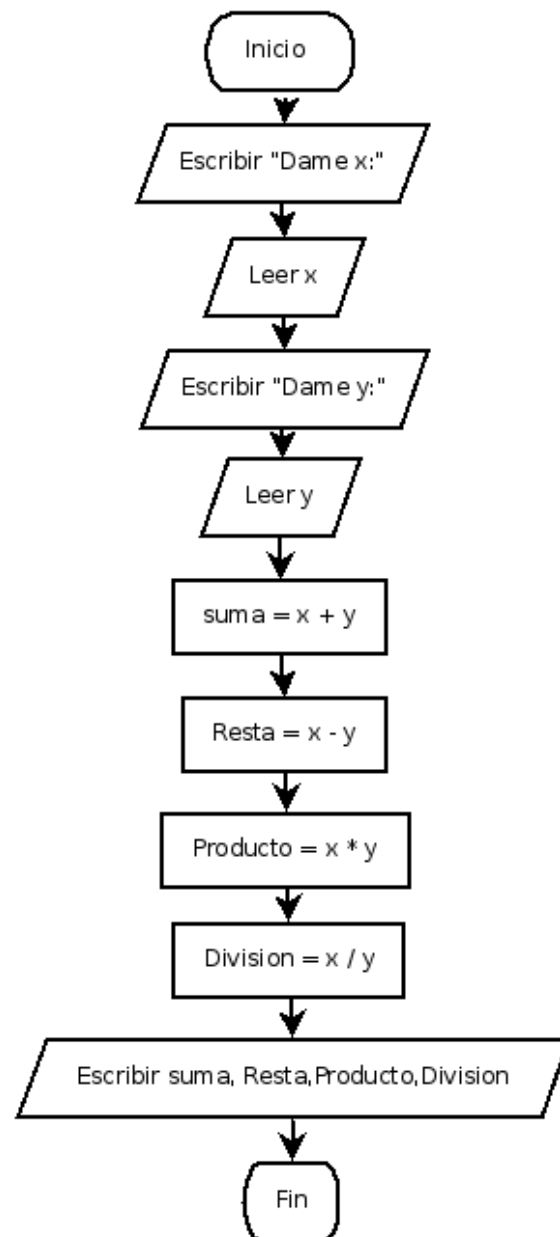 Inicio
Escribir "Dame x:"
Leer x
Escribir "Dame y:"
Leer y
suma = x + y
Resta = x - y
Producto = x * y
Division = x / y
Escribir suma, Resta,Producto,Division
Fin